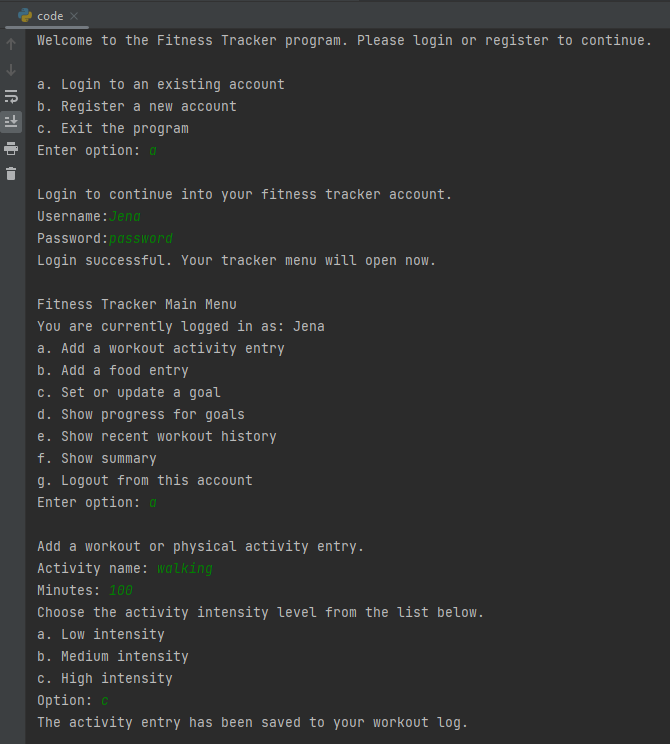 code
Welcome to the Fitness Tracker program. Please login or register to continue.
a. Login to an existing account
b. Register a new account
c. Exit the program
Enter option: a
Login to continue into your fitness tracker account.
Username:Jena
Password:password
Login successful. Your tracker menu will open now.
Fitness Tracker Main Menu
You are currently logged in as: Jena
a. Add a workout activity entry
b. Add a food entry
c. Set or update a goal
d. Show progress for goals
e. Show recent workout history
f. Show summary
g. Logout from this account
Enter option: a
Add a workout or physical activity entry.
Activity name: walking
Minutes: 100
Choose the activity intensity level from the list below.
a. Low intensity
b. Medium intensity
c. High intensity
Option: c
The activity entry has been saved to your workout log.